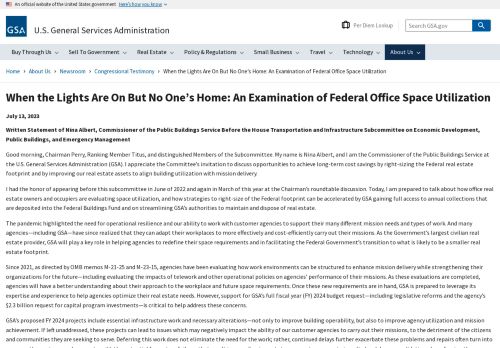 An official website of the United States government Here's how you know
GSA
U.S. General Services Administration
Per Diem Lookup
Search GSA.gov
Buy Through Us Sell To Government Real Estate Policy & Regulations Small Business Travel Technology About Us
Home › About Us › Newsroom › Congressional Testimony › When the Lights Are On But No One's Home: An Examination of Federal Office Space Utilization
When the Lights Are On But No One's Home: An Examination of Federal Office Space Utilization
July 13, 2023
Written Statement of Nina Albert, Commissioner of the Public Buildings Service Before the House Transportation and Infrastructure Subcommittee on Economic Development,
Public Buildings, and Emergency Management
Good morning, Chairman Perry, Ranking Member Titus, and distinguished Members of the Subcommittee. My name is Nina Albert, and I am the Commissioner of the Public Buildings Service at
the U.S. General Services Administration (GSA). I appreciate the Committee's invitation to discuss opportunities to achieve long-term cost savings by right-sizing the Federal real estate
footprint and by improving our real estate assets to align building utilization with mission delivery.
I had the honor of appearing before this subcommittee in June of 2022 and again in March of this year at the Chairman's roundtable discussion. Today, I am prepared to talk about how office real
estate owners and occupiers are evaluating space utilization, and how strategies to right-size of the Federal footprint can be accelerated by GSA gaining full access to annual collections that
are deposited into the Federal Buildings Fund and on streamlining GSA's authorities to maintain and dispose of real estate.
The pandemic highlighted the need for operational resilience and our ability to work with customer agencies to support their many different mission needs and types of work. And many
agencies—including GSA—have since realized that they can adapt their workplaces to more effectively and cost-efficiently carry out their missions. As the Government's largest civilian real
estate provider, GSA will play a key role in helping agencies to redefine their space requirements and in facilitating the Federal Government's transition to what is likely to be a smaller real
estate footprint.
Since 2021, as directed by OMB memos M-21-25 and M-23-15, agencies have been evaluating how work environments can be structured to enhance mission delivery while strengthening their
organizations for the future—including evaluating the impacts of telework and other operational policies on agencies' performance of their missions. As these evaluations are completed,
agencies will have a better understanding about their approach to the workplace and future space requirements. Once these new requirements are in hand, GSA is prepared to leverage its
expertise and experience to help agencies optimize their real estate needs. However, support for GSA's full fiscal year (FY) 2024 budget request—including legislative reforms and the agency's
$2.3 billion request for capital program investments—is critical to help address these concerns.
GSA's proposed FY 2024 projects include essential infrastructure work and necessary alterations—not only to improve building operability, but also to improve agency utilization and mission
achievement. If left unaddressed, these projects can lead to issues which may negatively impact the ability of our customer agencies to carry out their missions, to the detriment of the citizens
and communities they are seeking to serve. Deferring this work does not eliminate the need for the work; rather, continued delays further exacerbate these problems and repairs often turn into